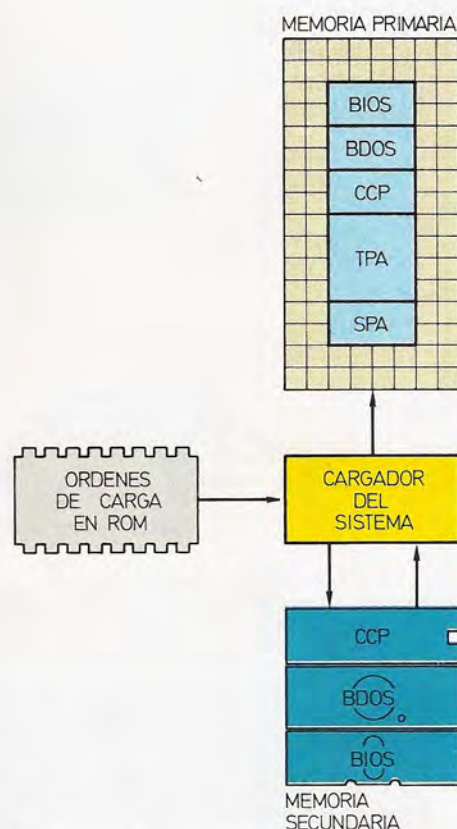 MEMORIA PRIMARIA
BIOS
BDOS
CCP
TPA
SPA
ORDENES
DE CARGA
EN ROM
CARGADOR
DEL
SISTEMA
CCP
BDOS
BIOS
MEMORIA
SECUNDARIA